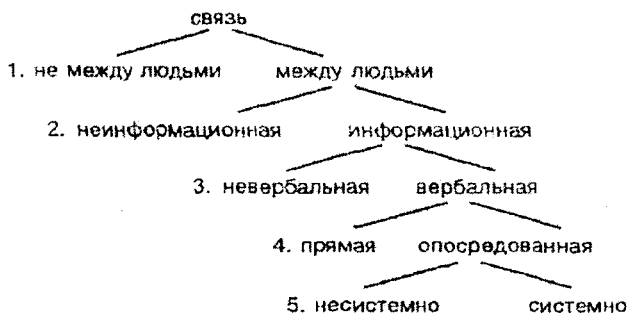 связь
1. не между людьми между людьми
2. неинформационная информационная
3. невербальная вербальная
4. прямая опосредованная
5. несистемно системно